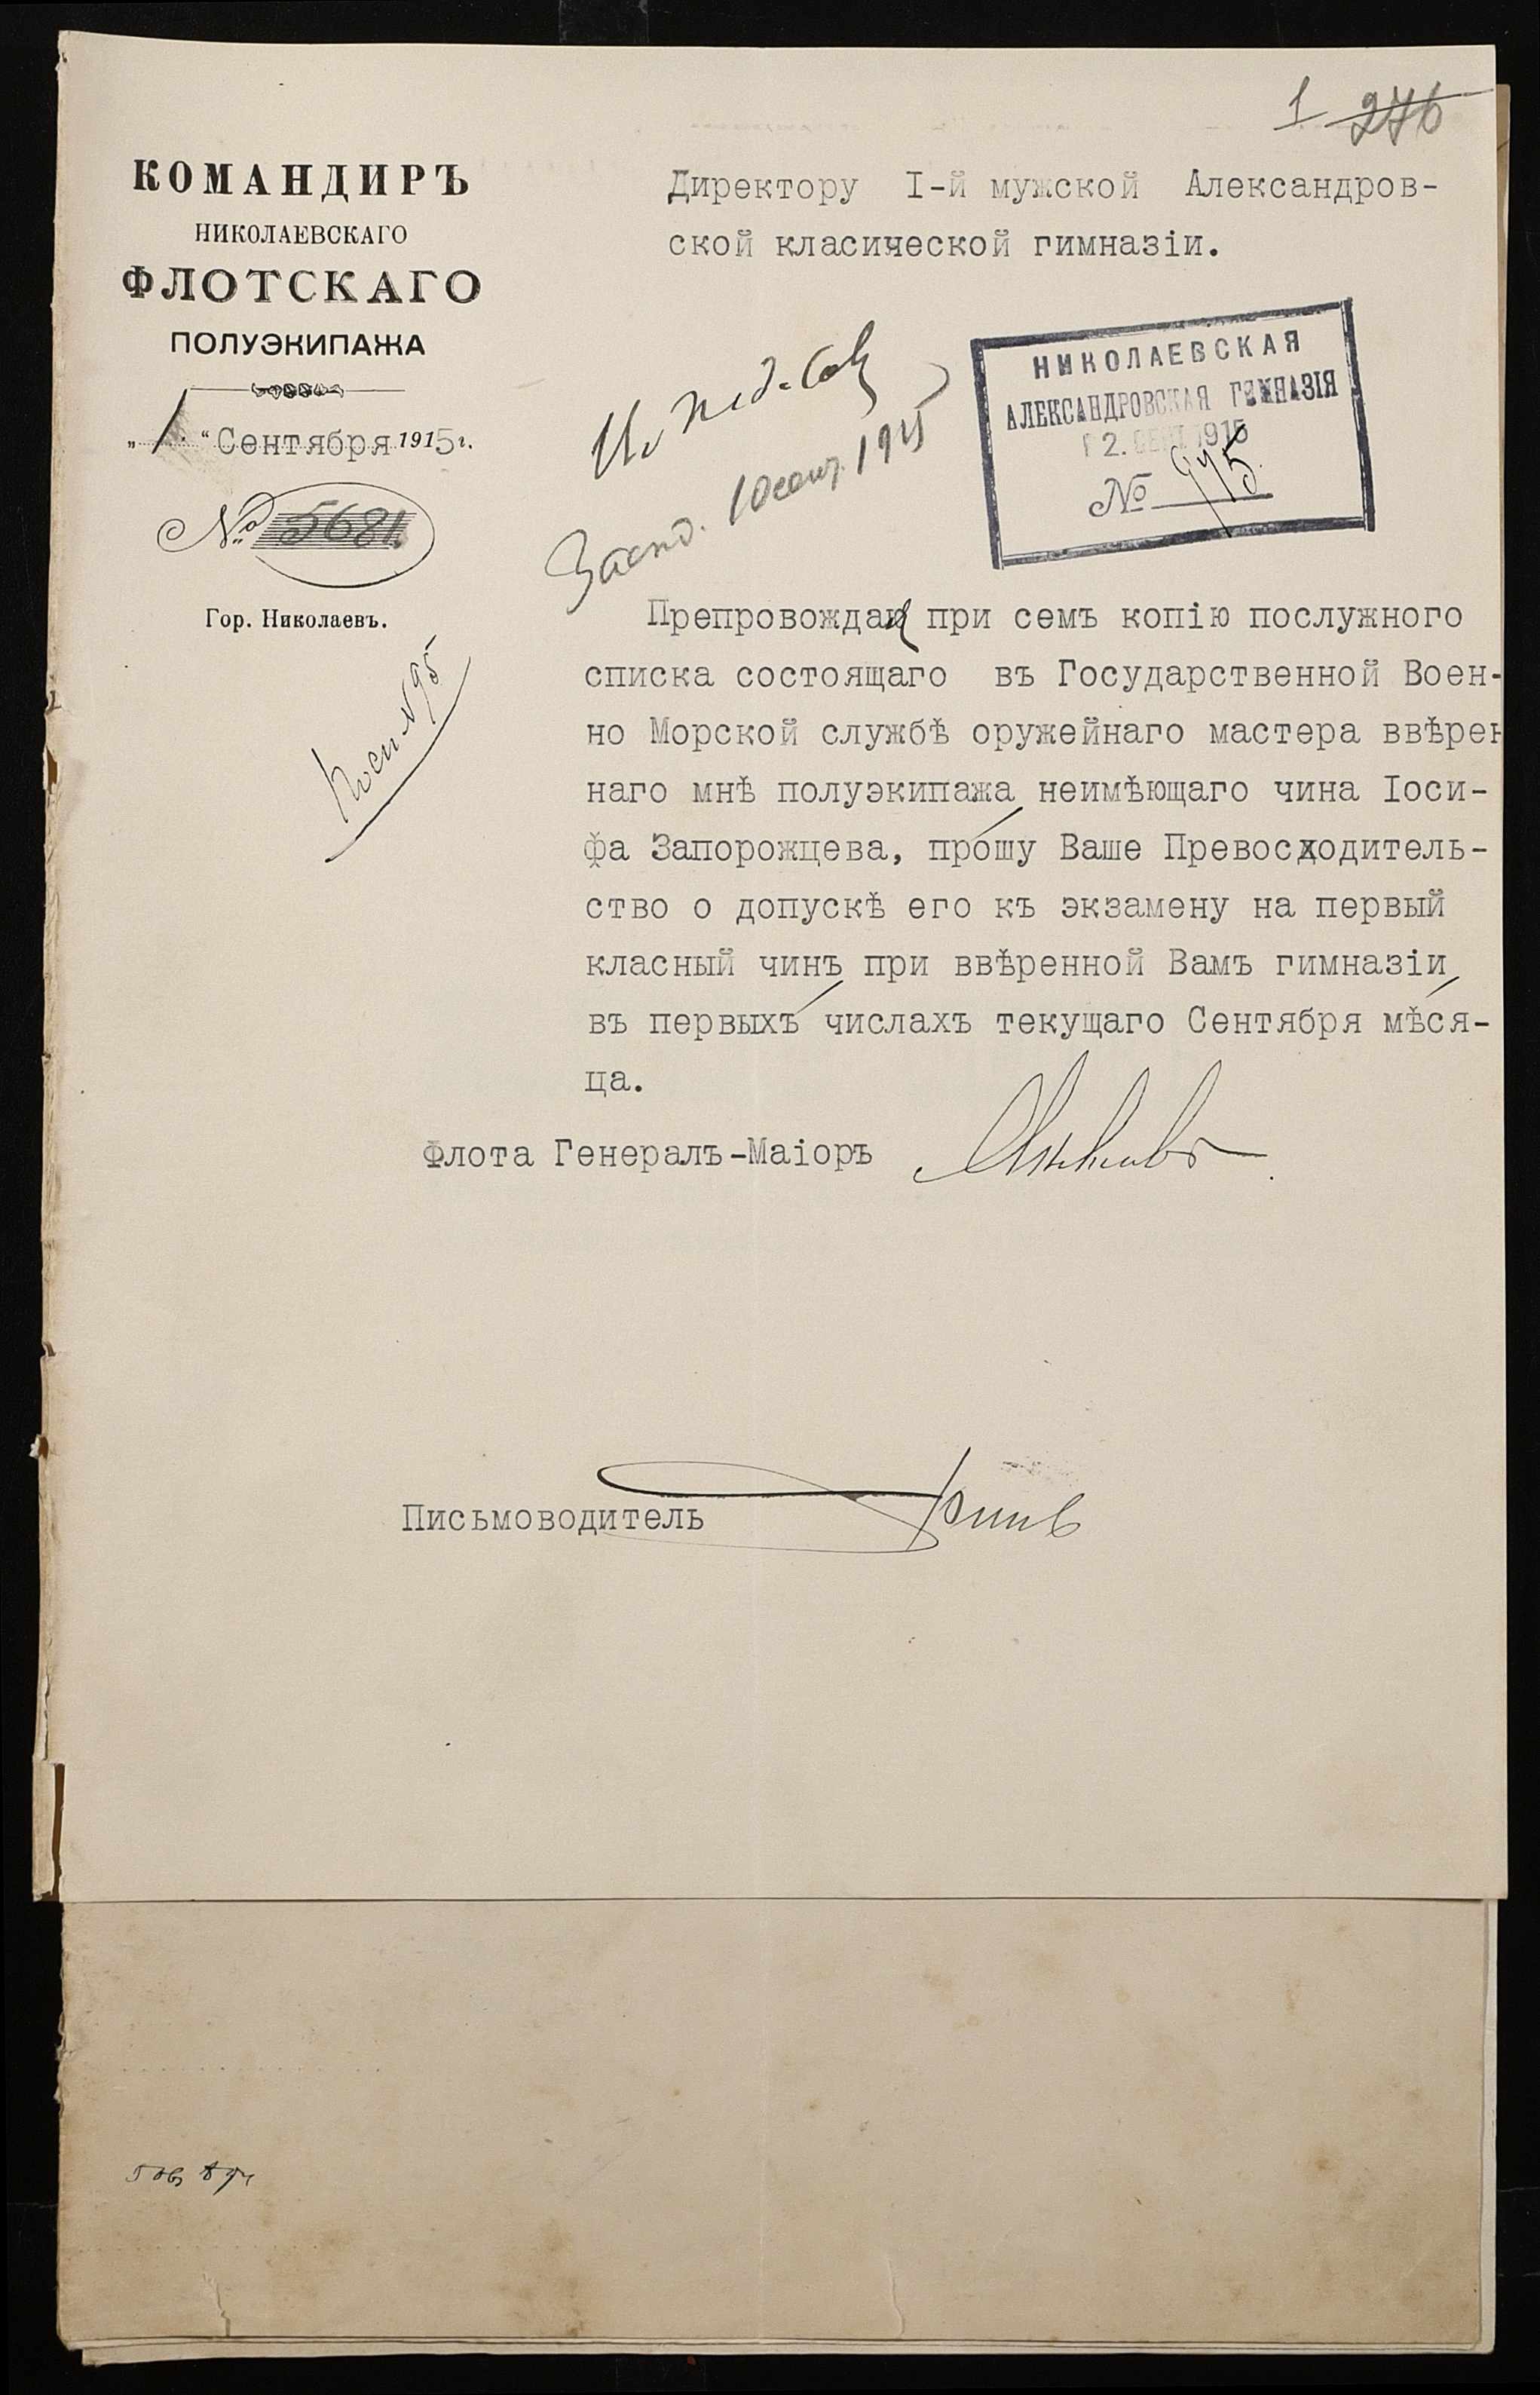 1 276
КОМАНДИРЪ
НИКОЛАЕВСКАГО
ФЛОТСКАГО
ПОЛУЭКИПАЖА
„1“ Сентября 1915 г.
№ 5681.
Гор. Николаевъ.
Директору I-й мужской Александров-
ской класической гимназіи.
Засѣд. 10 сент. 1915
НИКОЛАЕВСКАЯ
АЛЕКСАНДРОВСКАЯ ГИМНАЗІЯ
2. СЕН 1915
№ 975.
Препровождая при семъ копію послужного
списка состоящаго въ Государственной Воен-
но Морской службѣ оружейнаго мастера ввѣрен
наго мнѣ полуэкипажа неимѣющаго чина Іоси-
фа Запорожцева, прошу Ваше Превосходитель-
ство о допускѣ его къ экзамену на первый
класный чинъ при ввѣренной Вамъ гимназіи
въ первыхъ числахъ текущаго Сентября мѣся-
ца.
Флота Генералъ-Маіоръ
Письмоводитель